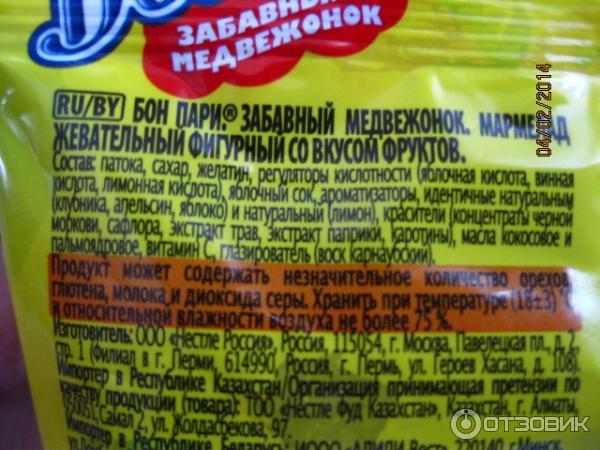 Бон
ЗАБАВНЫЙ
МЕДВЕЖОНОК
04/02/2014
RU/BY БОН ПАРИ® ЗАБАВНЫЙ МЕДВЕЖОНОК. МАРМЕЛАД
ЖЕВАТЕЛЬНЫЙ ФИГУРНЫЙ СО ВКУСОМ ФРУКТОВ.
Состав: патока, сахар, желатин, регуляторы кислотности (яблочная кислота, винная
кислота, лимонная кислота), яблочный сок, ароматизаторы, идентичные натуральным
(клубника, апельсин, яблоко) и натуральный (лимон), красители (концентраты черной
моркови, сафлора, экстракт трав, экстракт паприки, каротины), масла кокосовое и
пальмоядровое, витамин С, глазирователь (воск карнаубский).
Продукт может содержать незначительное количество орехов,
глютена, молока и диоксида серы. Хранить при температуре (18±3) °С
и относительной влажности воздуха не более 75 %.
Изготовитель: ООО «Нестле Россия», Россия, 115054, г. Москва, Павелецкая пл., д. 2,
стр. 1 (Филиал в г. Перми, 614990, Россия, г. Пермь, ул. Героев Хасана, д. 108).
Импортер в Республике Казахстан/Организация принимающая претензии по
качеству продукции (товара): ТОО «Нестле Фуд Казахстан», Казахстан, г. Алматы,
050051 Самал 2, ул. Жолдасбекова, 97.
Импортер в Республику Беларусь: 220140 г. Минск,
ОТЗОВИК